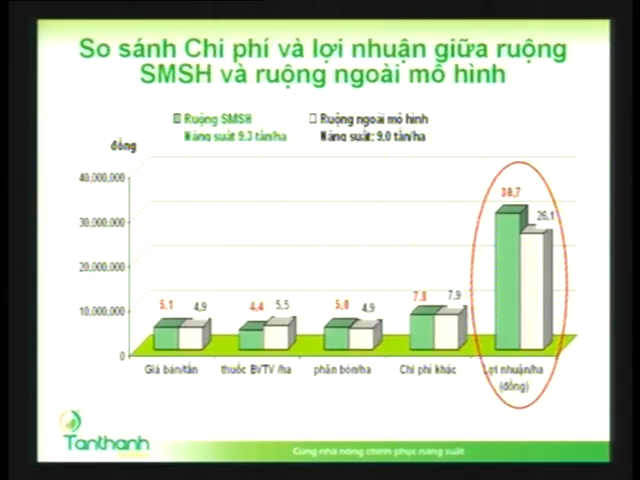 So sánh Chi phí và lợi nhuận giữa ruộng
SMSH và ruộng ngoài mô hình
Ruộng SMSH
Năng suất 9.3 tấn/ha
Ruộng ngoài mô hình
Năng suất: 9.0 tấn/ha
đồng
40,000,000
30,000,000
20,000,000
10,000,000
0
5,1
4,9
4,4
5,5
5,0
4,9
7,8
7,9
26,1
Giá bán/tấn
thuốc BVTV /ha
phân bón/ha
Chi phí khác
Lợi nhuận/ha
(đồng)
Tanthanh
Cùng nhà nông chinh phục năng suất